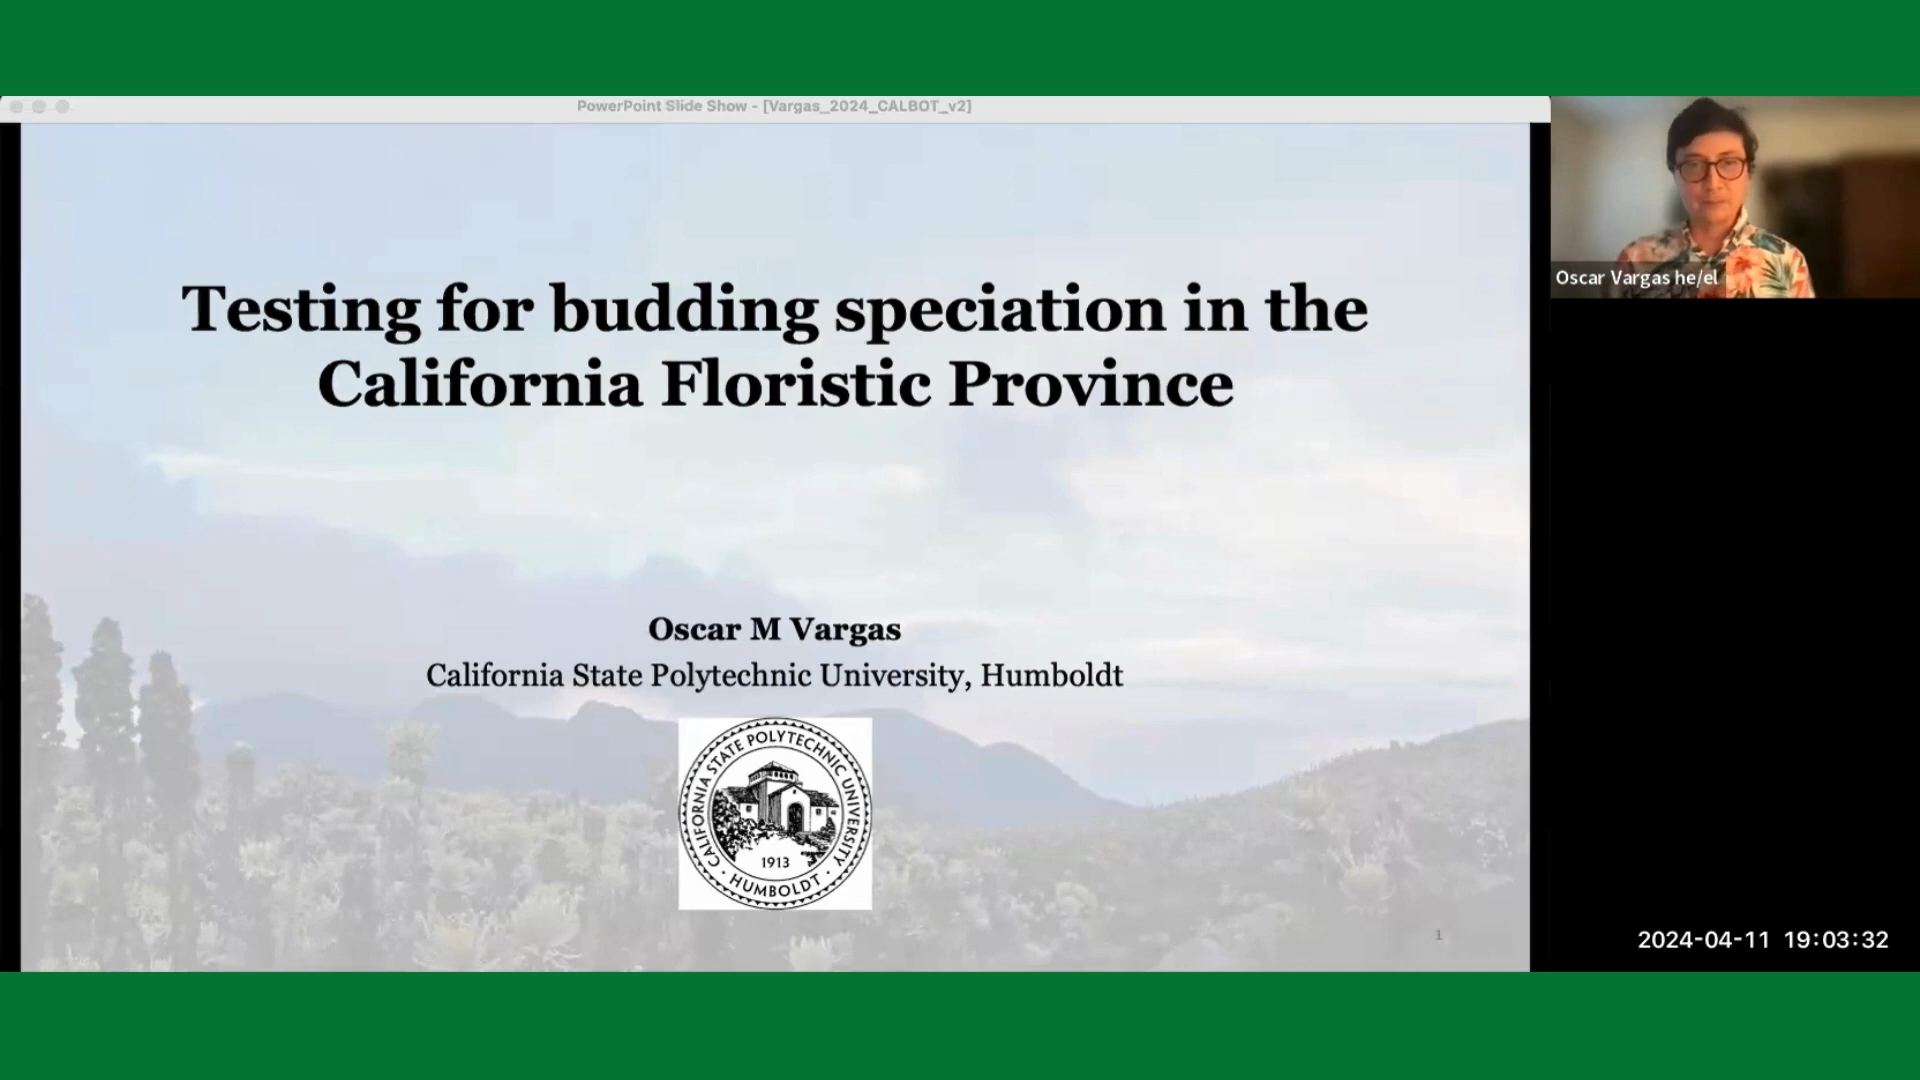 PowerPoint Slide Show - [Vargas_2024_CALBOT_v2]
Testing for budding speciation in the
California Floristic Province
Oscar M Vargas
California State Polytechnic University, Humboldt
CALIFORNIA STATE POLYTECHNIC UNIVERSITY
1913
HUMBOLDT
1
Oscar Vargas he/el
2024-04-11 19:03:32